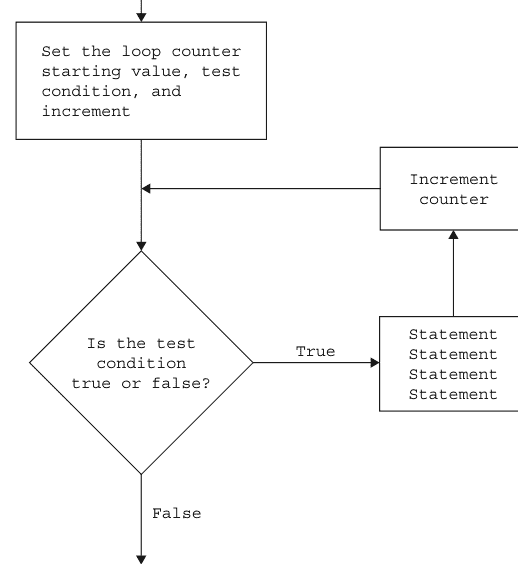 Set the loop counter
starting value, test
condition, and
increment
Increment
counter
Is the test
condition
true or false?
True
Statement
Statement
Statement
Statement
False